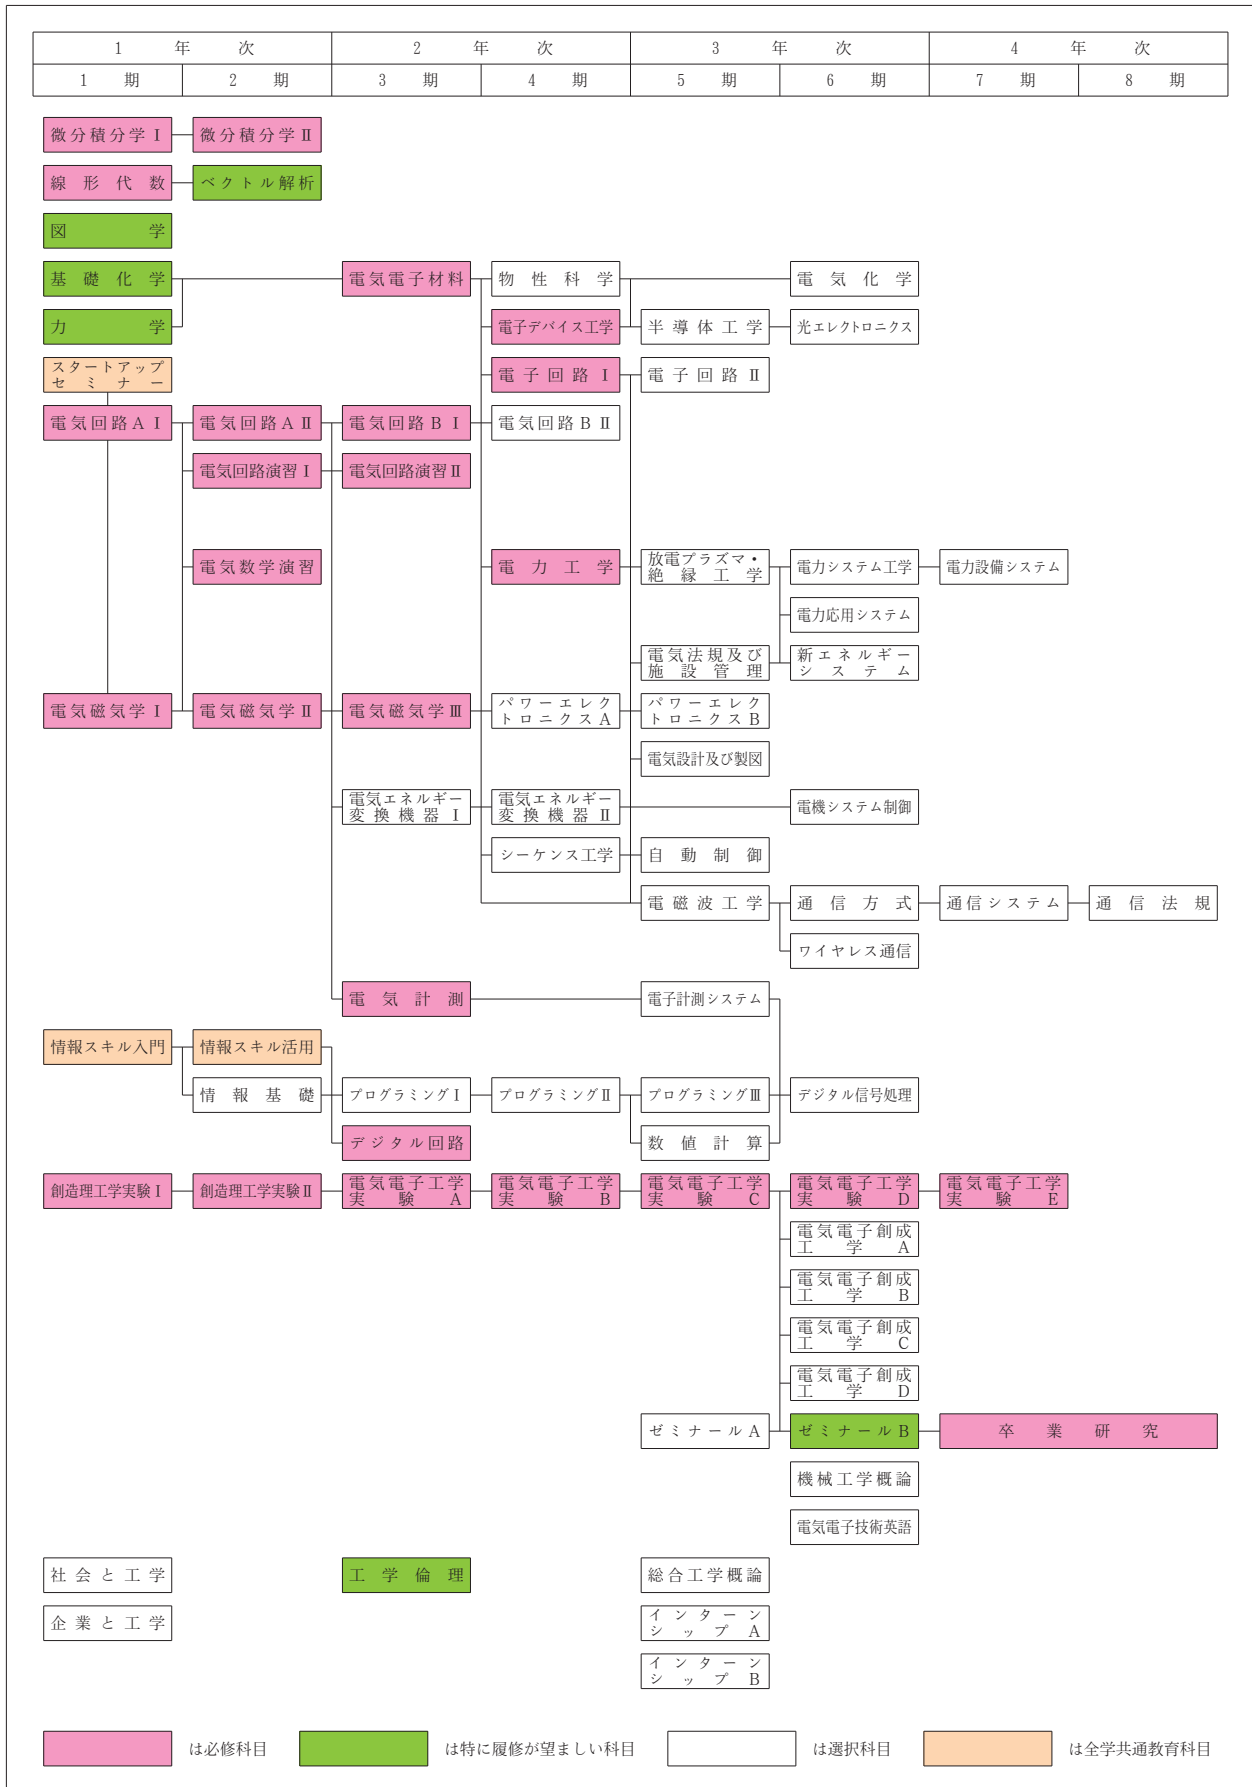 1 年 次 2 年 次 3 年 次 4 年 次
1 期 2 期 3 期 4 期 5 期 6 期 7 期 8 期
微分積分学Ⅰ 微分積分学Ⅱ
線形代数 ベクトル解析
図学
基礎化学 電気電子材料 物性科学 電気化学
力学 電子デバイス工学 半導体工学 光エレクトロニクス
スタートアップ
セミナー
電子回路Ⅰ 電子回路Ⅱ
電気回路AⅠ 電気回路AⅡ 電気回路BⅠ 電気回路BⅡ
電気回路演習Ⅰ 電気回路演習Ⅱ
電気数学演習 電力工学
放電プラズマ・
絶縁工学
電力システム工学 電力設備システム
電力応用システム
電気法規及び
施設管理
新エネルギー
システム
電気磁気学Ⅰ 電気磁気学Ⅱ 電気磁気学Ⅲ
パワーエレク
トロニクスA
パワーエレク
トロニクスB
電気設計及び製図
電気エネルギー
変換機器Ⅰ
電気エネルギー
変換機器Ⅱ
電機システム制御
シーケンス工学 自動制御
電磁波工学 通信方式 通信システム 通信法規
ワイヤレス通信
電気計測 電子計測システム
情報スキル入門 情報スキル活用
情報基礎 プログラミングⅠ プログラミングⅡ プログラミングⅢ デジタル信号処理
デジタル回路 数値計算
創造理工学実験Ⅰ 創造理工学実験Ⅱ
電気電子工学
実験A
電気電子工学
実験B
電気電子工学
実験C
電気電子工学
実験D
電気電子工学
実験E
電気電子創成
工学A
電気電子創成
工学B
電気電子創成
工学C
電気電子創成
工学D
ゼミナールA ゼミナールB 卒業研究
機械工学概論
電気電子技術英語
社会と工学 工学倫理 総合工学概論
企業と工学
インターン
シップA
インターン
シップB
は必修科目 は特に履修が望ましい科目 は選択科目 は全学共通教育科目